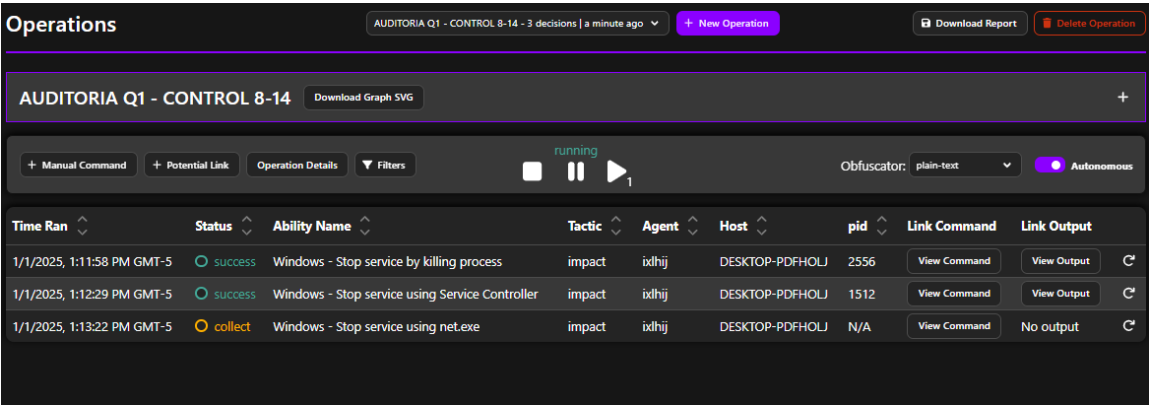 Operations
AUDITORIA Q1 - CONTROL 8-14 - 3 decisions | a minute ago
+ New Operation
Download Report
Delete Operation
AUDITORIA Q1 - CONTROL 8-14
Download Graph SVG
+
+ Manual Command
+ Potential Link
Operation Details
Filters
running
1
Obfuscator: plain-text
Autonomous
Time Ran Status Ability Name Tactic Agent Host pid Link Command Link Output
1/1/2025, 1:11:58 PM GMT-5 success Windows - Stop service by killing process impact ixlhij DESKTOP-PDFHOLJ 2556 View Command View Output
1/1/2025, 1:12:29 PM GMT-5 success Windows - Stop service using Service Controller impact ixlhij DESKTOP-PDFHOLJ 1512 View Command View Output
1/1/2025, 1:13:22 PM GMT-5 collect Windows - Stop service using net.exe impact ixlhij DESKTOP-PDFHOLJ N/A View Command No output